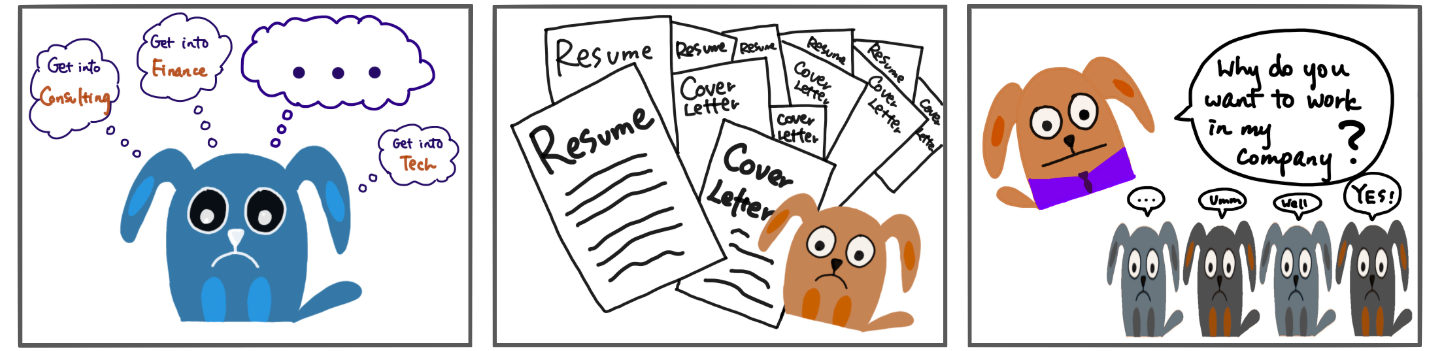 Get into
Consulting
Get into
Finance
...
Get into
Tech
Resume
Resume
Resume
Resume
Resume
Resume
Cover
Letter
Cover
Letter
Cover
Letter
Cover
Letter
Cover
Letter
Cover
Letter
Why do you
want to work
in my
company ?
...
Umm
Well
YES!